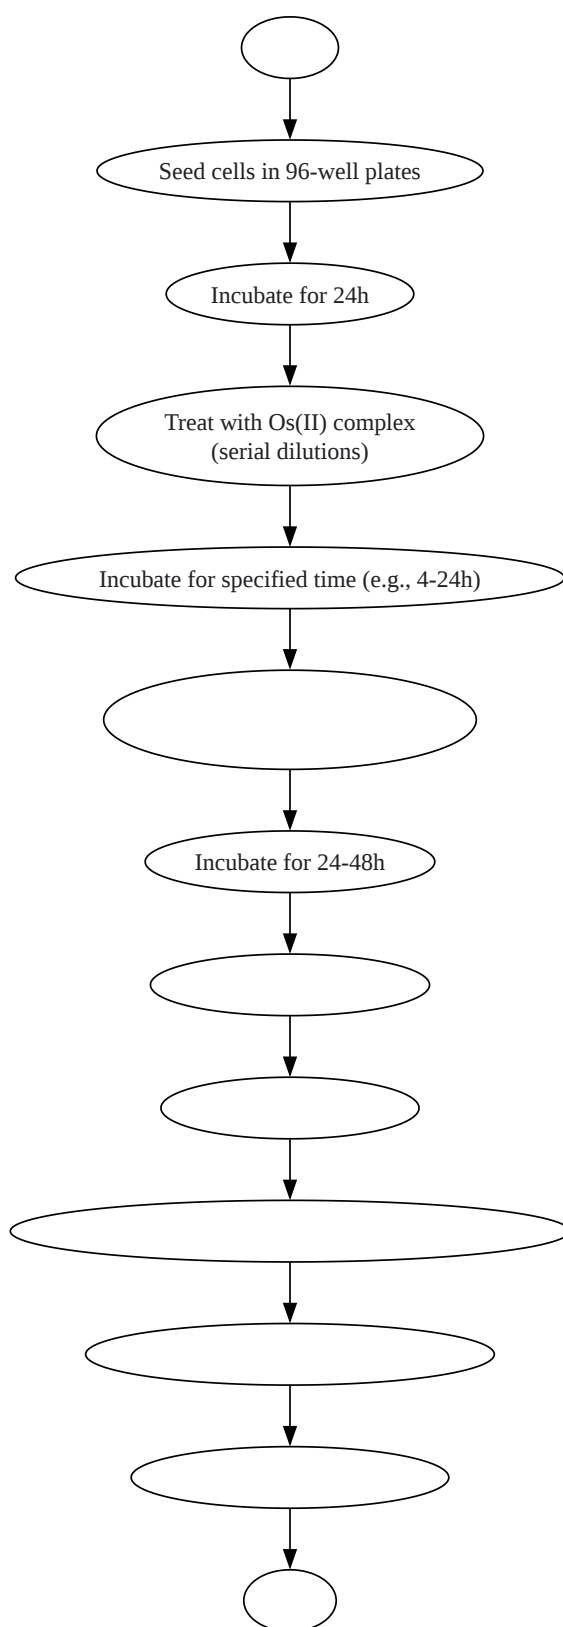 Seed cells in 96-well plates
Incubate for 24h
Treat with Os(II) complex
(serial dilutions)
Incubate for specified time (e.g., 4-24h)
Incubate for 24-48h